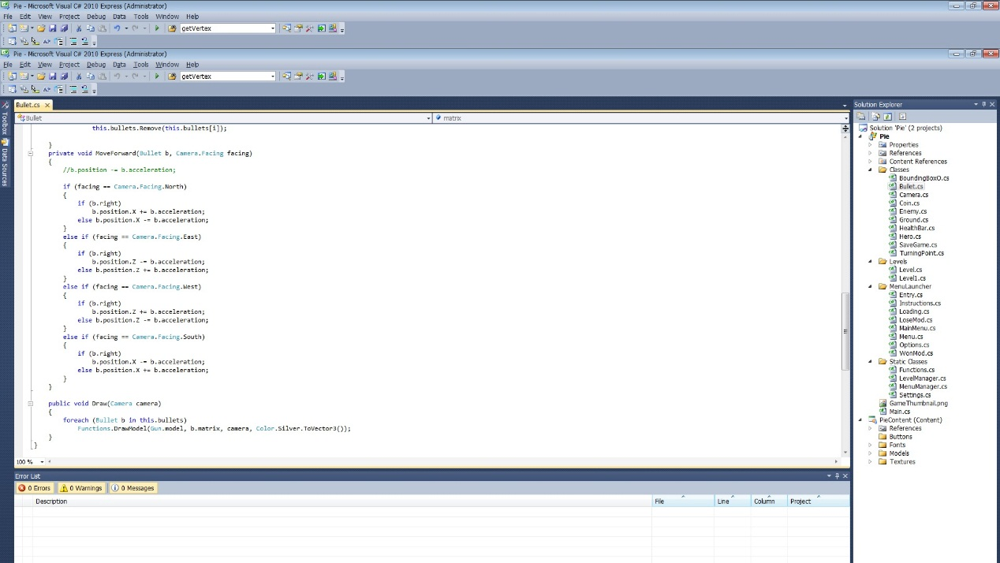 Pie - Microsoft Visual C# 2010 Express (Administrator)
File Edit View Project Debug Data Tools Window Help
getVertex
Pie - Microsoft Visual C# 2010 Express (Administrator)
File Edit View Project Debug Data Tools Window Help
getVertex
Toolbox
Data Sources
Bullet.cs
Bullet
matrix
this.bullets.Remove(this.bullets[i]);
}
private void MoveForward(Bullet b, Camera.Facing facing)
{
//b.position -= b.acceleration;
if (facing == Camera.Facing.North)
{
if (b.right)
b.position.X += b.acceleration;
else b.position.X -= b.acceleration;
}
else if (facing == Camera.Facing.East)
{
if (b.right)
b.position.Z -= b.acceleration;
else b.position.Z += b.acceleration;
}
else if (facing == Camera.Facing.West)
{
if (b.right)
b.position.Z += b.acceleration;
else b.position.Z -= b.acceleration;
}
else if (facing == Camera.Facing.South)
{
if (b.right)
b.position.X -= b.acceleration;
else b.position.X += b.acceleration;
}
}
public void Draw(Camera camera)
{
foreach (Bullet b in this.bullets)
Functions.DrawModel(Gun.model, b.matrix, camera, Color.Silver.ToVector3());
}
}
100 %
Error List
0 Errors 0 Warnings 0 Messages
Description File Line Column Project
Solution Explorer
Solution 'Pie' (2 projects)
Pie
Properties
References
Content References
Classes
BoundingBoxO.cs
Bullet.cs
Camera.cs
Coin.cs
Enemy.cs
Ground.cs
HealthBar.cs
Hero.cs
SaveGame.cs
TurningPoint.cs
Levels
Level.cs
Level1.cs
MenuLauncher
Entry.cs
Instructions.cs
Loading.cs
LoseMod.cs
MainMenu.cs
Menu.cs
Options.cs
WonMod.cs
Static Classes
Functions.cs
LevelManager.cs
MenuManager.cs
Settings.cs
GameThumbnail.png
Main.cs
PieContent (Content)
References
Buttons
Fonts
Models
Textures